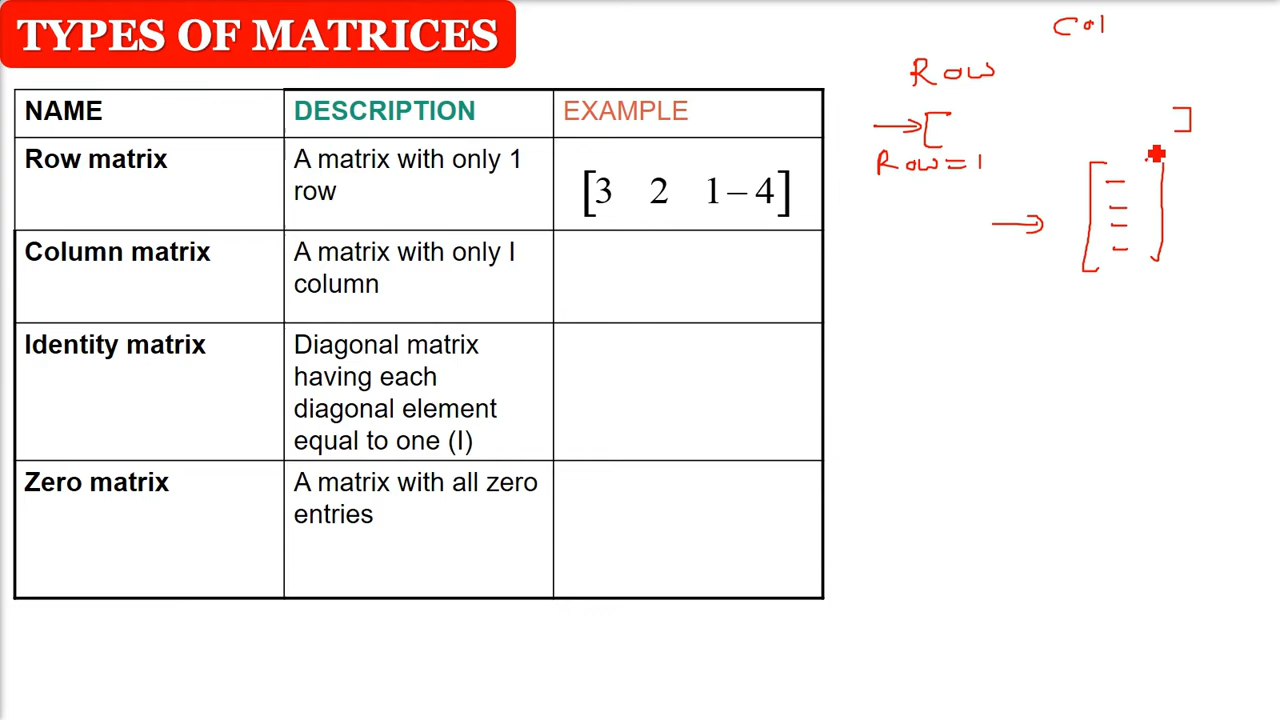 TYPES OF MATRICES
NAME DESCRIPTION EXAMPLE
Row matrix
A matrix with only 1
row
[3 2 1 – 4]
Column matrix
A matrix with only I
column
Identity matrix
Diagonal matrix
having each
diagonal element
equal to one (I)
Zero matrix
A matrix with all zero
entries
Col
Row
→ [ ]
Row = 1
→ [ ]